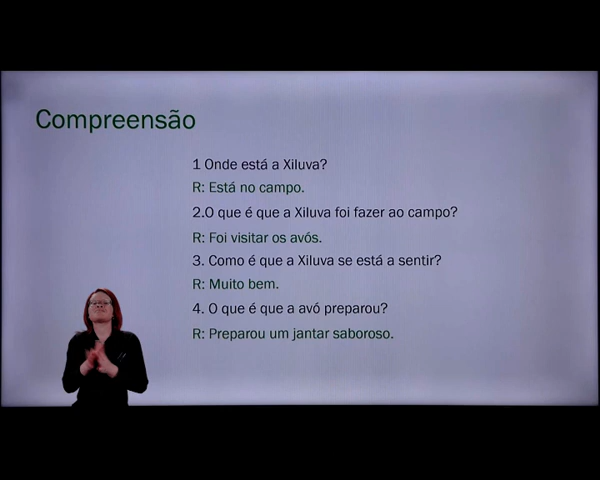 Compreensão
1 Onde está a Xiluva?
R: Está no campo.
2.O que é que a Xiluva foi fazer ao campo?
R: Foi visitar os avós.
3. Como é que a Xiluva se está a sentir?
R: Muito bem.
4. O que é que a avó preparou?
R: Preparou um jantar saboroso.